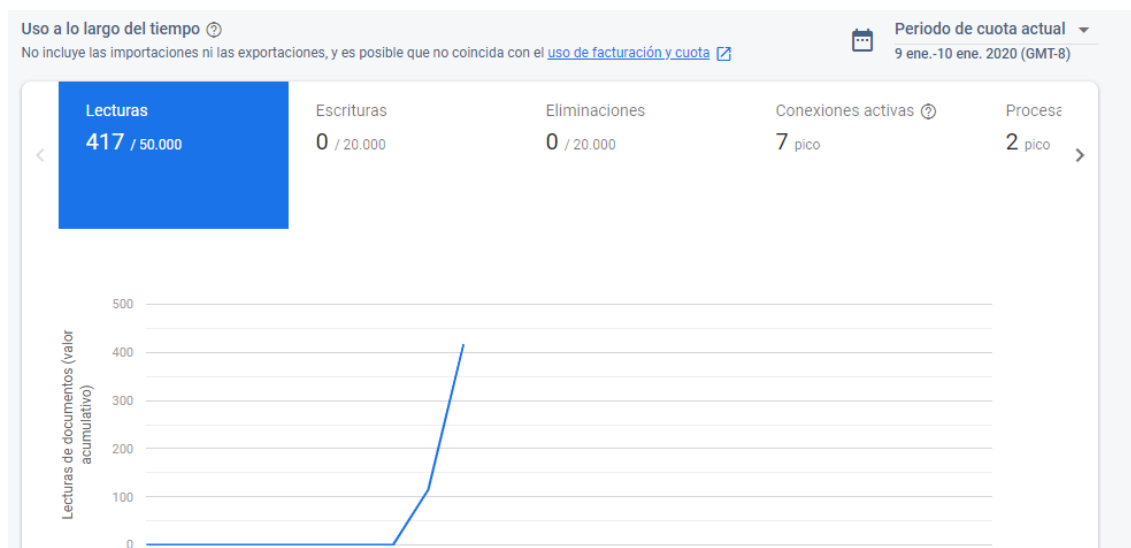 Uso a lo largo del tiempo
No incluye las importaciones ni las exportaciones, y es posible que no coincida con el uso de facturación y cuota
Periodo de cuota actual
9 ene.-10 ene. 2020 (GMT-8)
Lecturas
417 / 50.000
Escrituras
0 / 20.000
Eliminaciones
0 / 20.000
Conexiones activas
7 pico
Procesa
2 pico
Lecturas de documentos (valor
acumulativo)
500
400
300
200
100
0